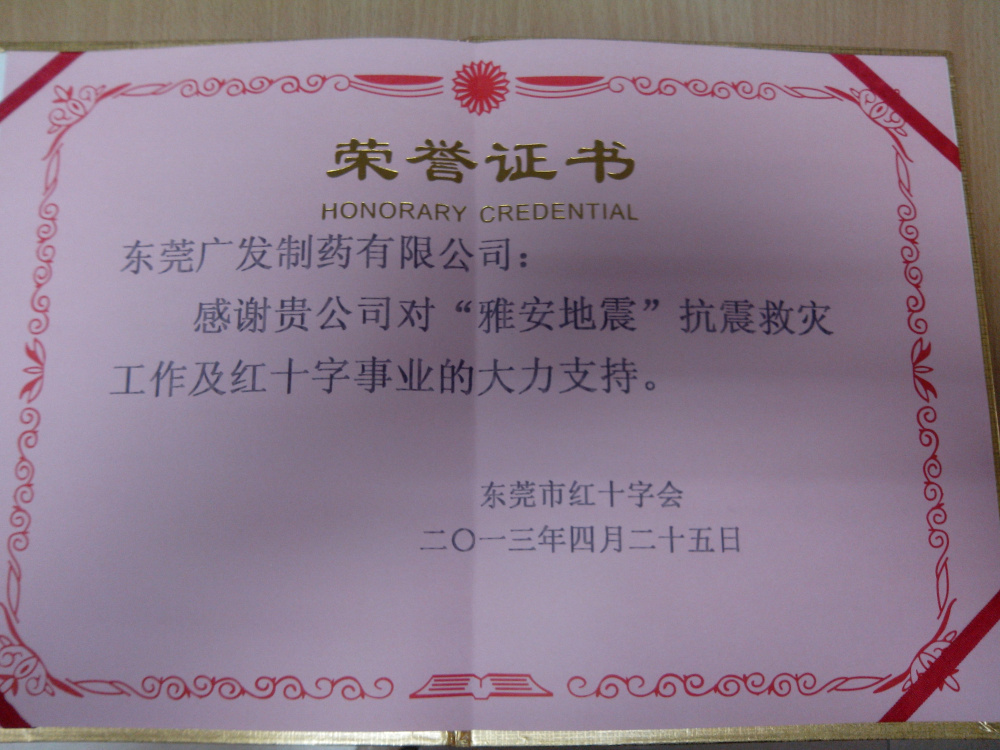 荣誉证书
HONORARY CREDENTIAL
东莞广发制药有限公司：
感谢贵公司对“雅安地震”抗震救灾
工作及红十字事业的大力支持。
东莞市红十字会
二〇一三年四月二十五日